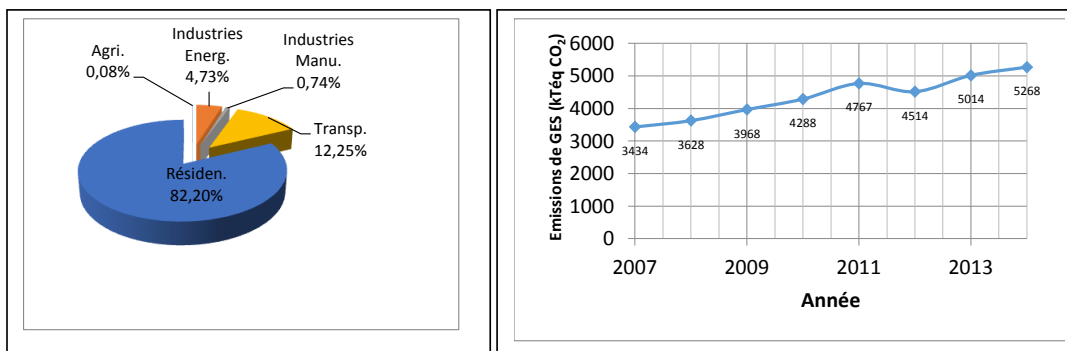 Agri.
0,08%
Industries
Energ.
4,73%
Industries
Manu.
0,74%
Transp.
12,25%
Résiden.
82,20%
Emissions de GES (kTéq CO₂)
6000
5000
4000
3000
2000
1000
0
3434
3628
3968
4288
4767
4514
5014
5268
2007
2009
2011
2013
Année